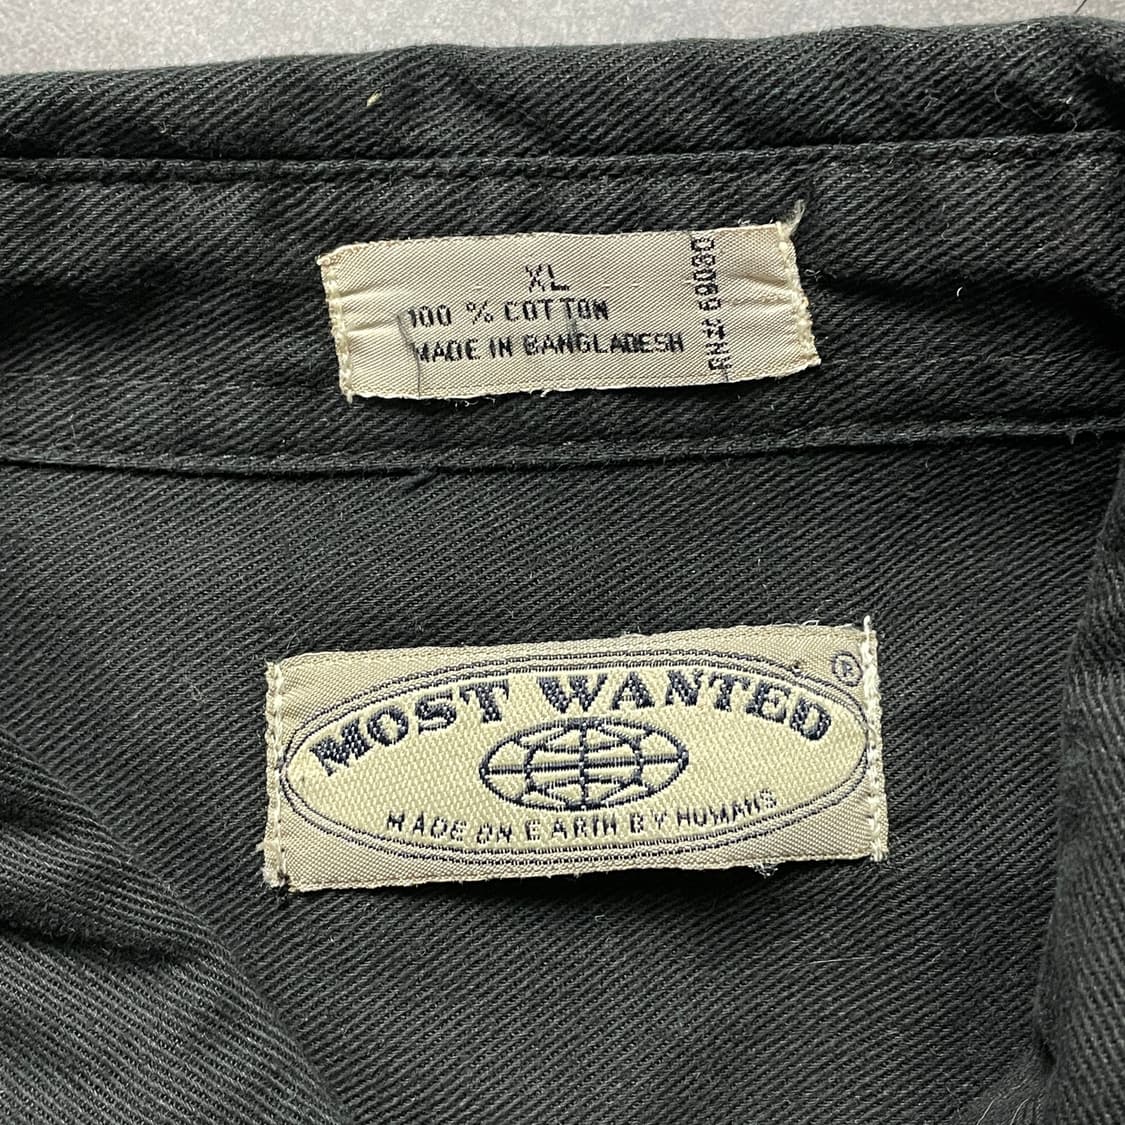 XL
100 % COTTON
MADE IN BANGLADESH
RN# 69080
MOST WANTED ®
MADE ON EARTH BY HUMANS